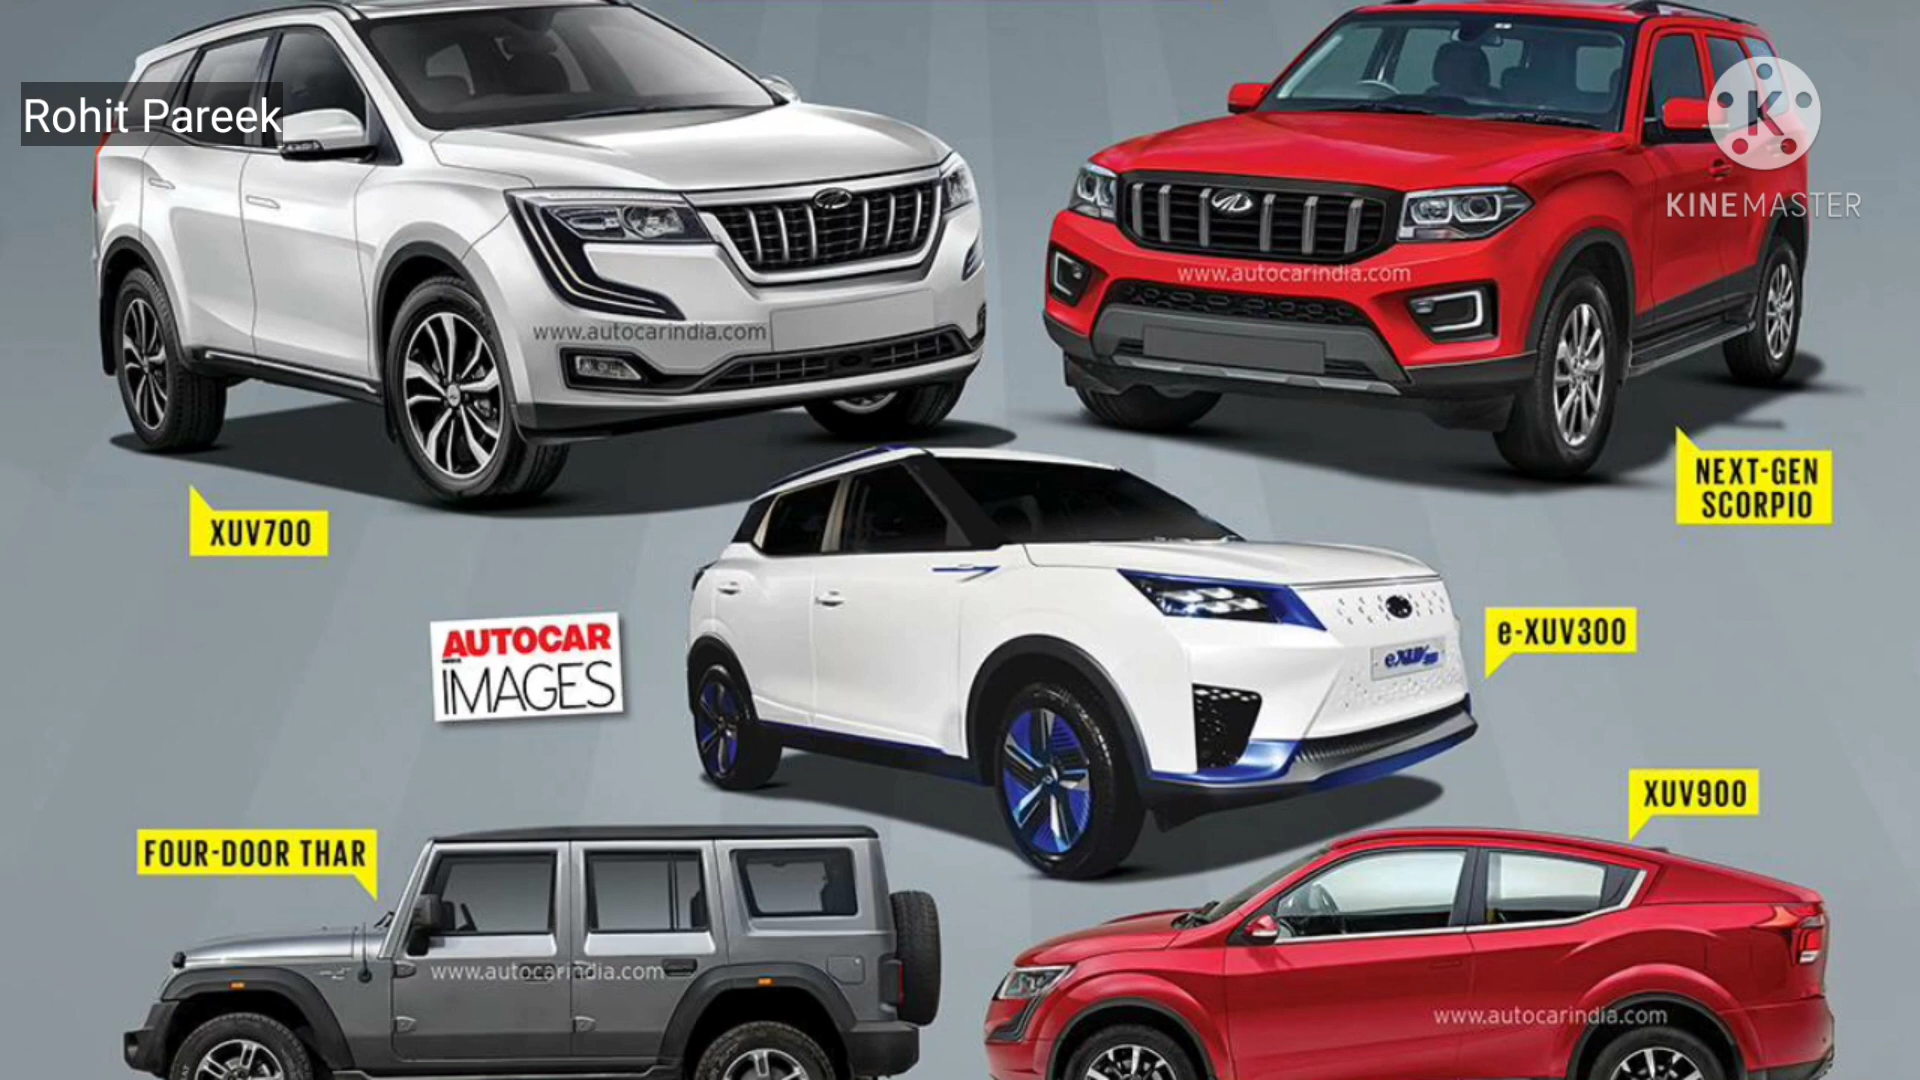 Rohit Pareek
K
KINEMASTER
www.autocarindia.com
www.autocarindia.com
NEXT-GEN
SCORPIO
XUV700
e-XUV300
AUTOCAR
IMAGES
XUV900
FOUR-DOOR THAR
www.autocarindia.com
www.autocarindia.com